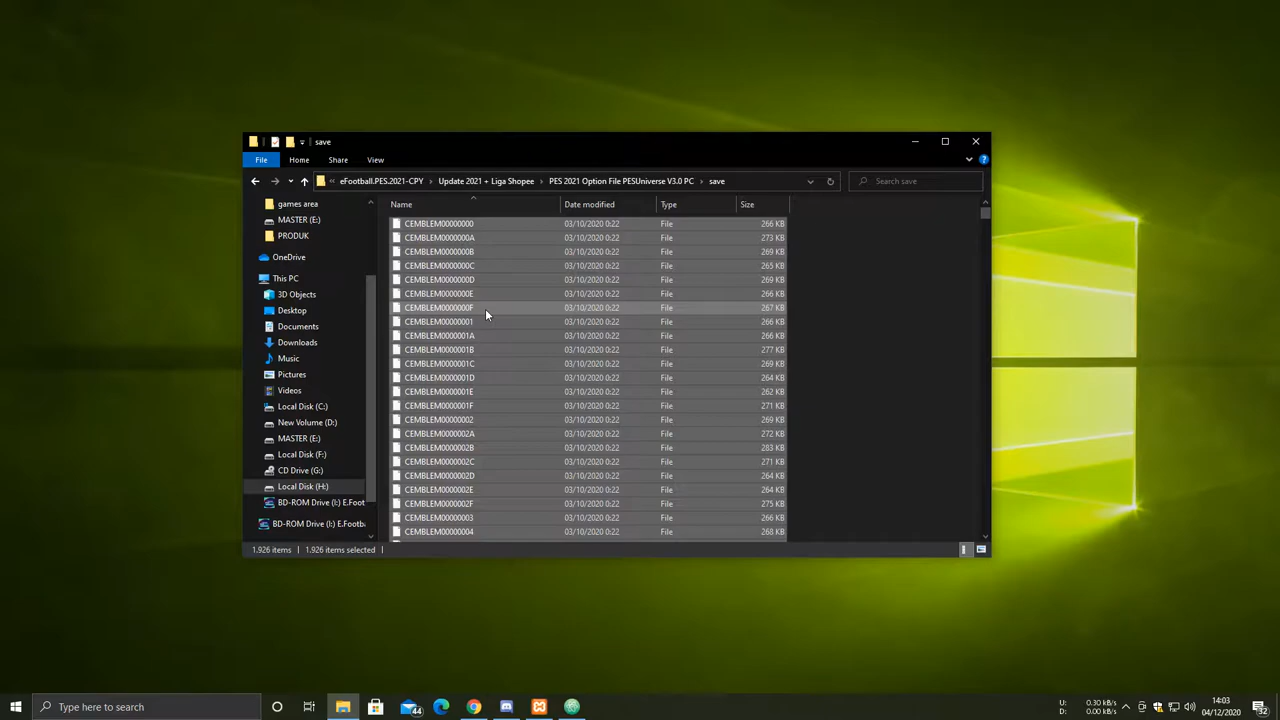 save
File Home Share View
« eFootball.PES.2021-CPY › Update 2021 + Liga Shopee › PES 2021 Option File PESUniverse V3.0 PC › save Search save
games area
MASTER (E:)
PRODUK
OneDrive
This PC
3D Objects
Desktop
Documents
Downloads
Music
Pictures
Videos
Local Disk (C:)
New Volume (D:)
MASTER (E:)
Local Disk (F:)
CD Drive (G:)
Local Disk (H:)
BD-ROM Drive (I:) E.Foot
BD-ROM Drive (I:) E.Footba
Name Date modified Type Size
CEMBLEM00000000 03/10/2020 0:22 File 266 KB
CEMBLEM0000000A 03/10/2020 0:22 File 273 KB
CEMBLEM0000000B 03/10/2020 0:22 File 269 KB
CEMBLEM0000000C 03/10/2020 0:22 File 265 KB
CEMBLEM0000000D 03/10/2020 0:22 File 269 KB
CEMBLEM0000000E 03/10/2020 0:22 File 266 KB
CEMBLEM0000000F 03/10/2020 0:22 File 267 KB
CEMBLEM00000001 03/10/2020 0:22 File 266 KB
CEMBLEM0000001A 03/10/2020 0:22 File 266 KB
CEMBLEM0000001B 03/10/2020 0:22 File 277 KB
CEMBLEM0000001C 03/10/2020 0:22 File 269 KB
CEMBLEM0000001D 03/10/2020 0:22 File 264 KB
CEMBLEM0000001E 03/10/2020 0:22 File 262 KB
CEMBLEM0000001F 03/10/2020 0:22 File 271 KB
CEMBLEM00000002 03/10/2020 0:22 File 269 KB
CEMBLEM0000002A 03/10/2020 0:22 File 272 KB
CEMBLEM0000002B 03/10/2020 0:22 File 283 KB
CEMBLEM0000002C 03/10/2020 0:22 File 271 KB
CEMBLEM0000002D 03/10/2020 0:22 File 264 KB
CEMBLEM0000002E 03/10/2020 0:22 File 264 KB
CEMBLEM0000002F 03/10/2020 0:22 File 275 KB
CEMBLEM00000003 03/10/2020 0:22 File 266 KB
CEMBLEM00000004 03/10/2020 0:22 File 268 KB
1.926 items 1.926 items selected
Type here to search
44
U: 0.30 kB/s
D: 0.00 kB/s
14:03
04/12/2020
32